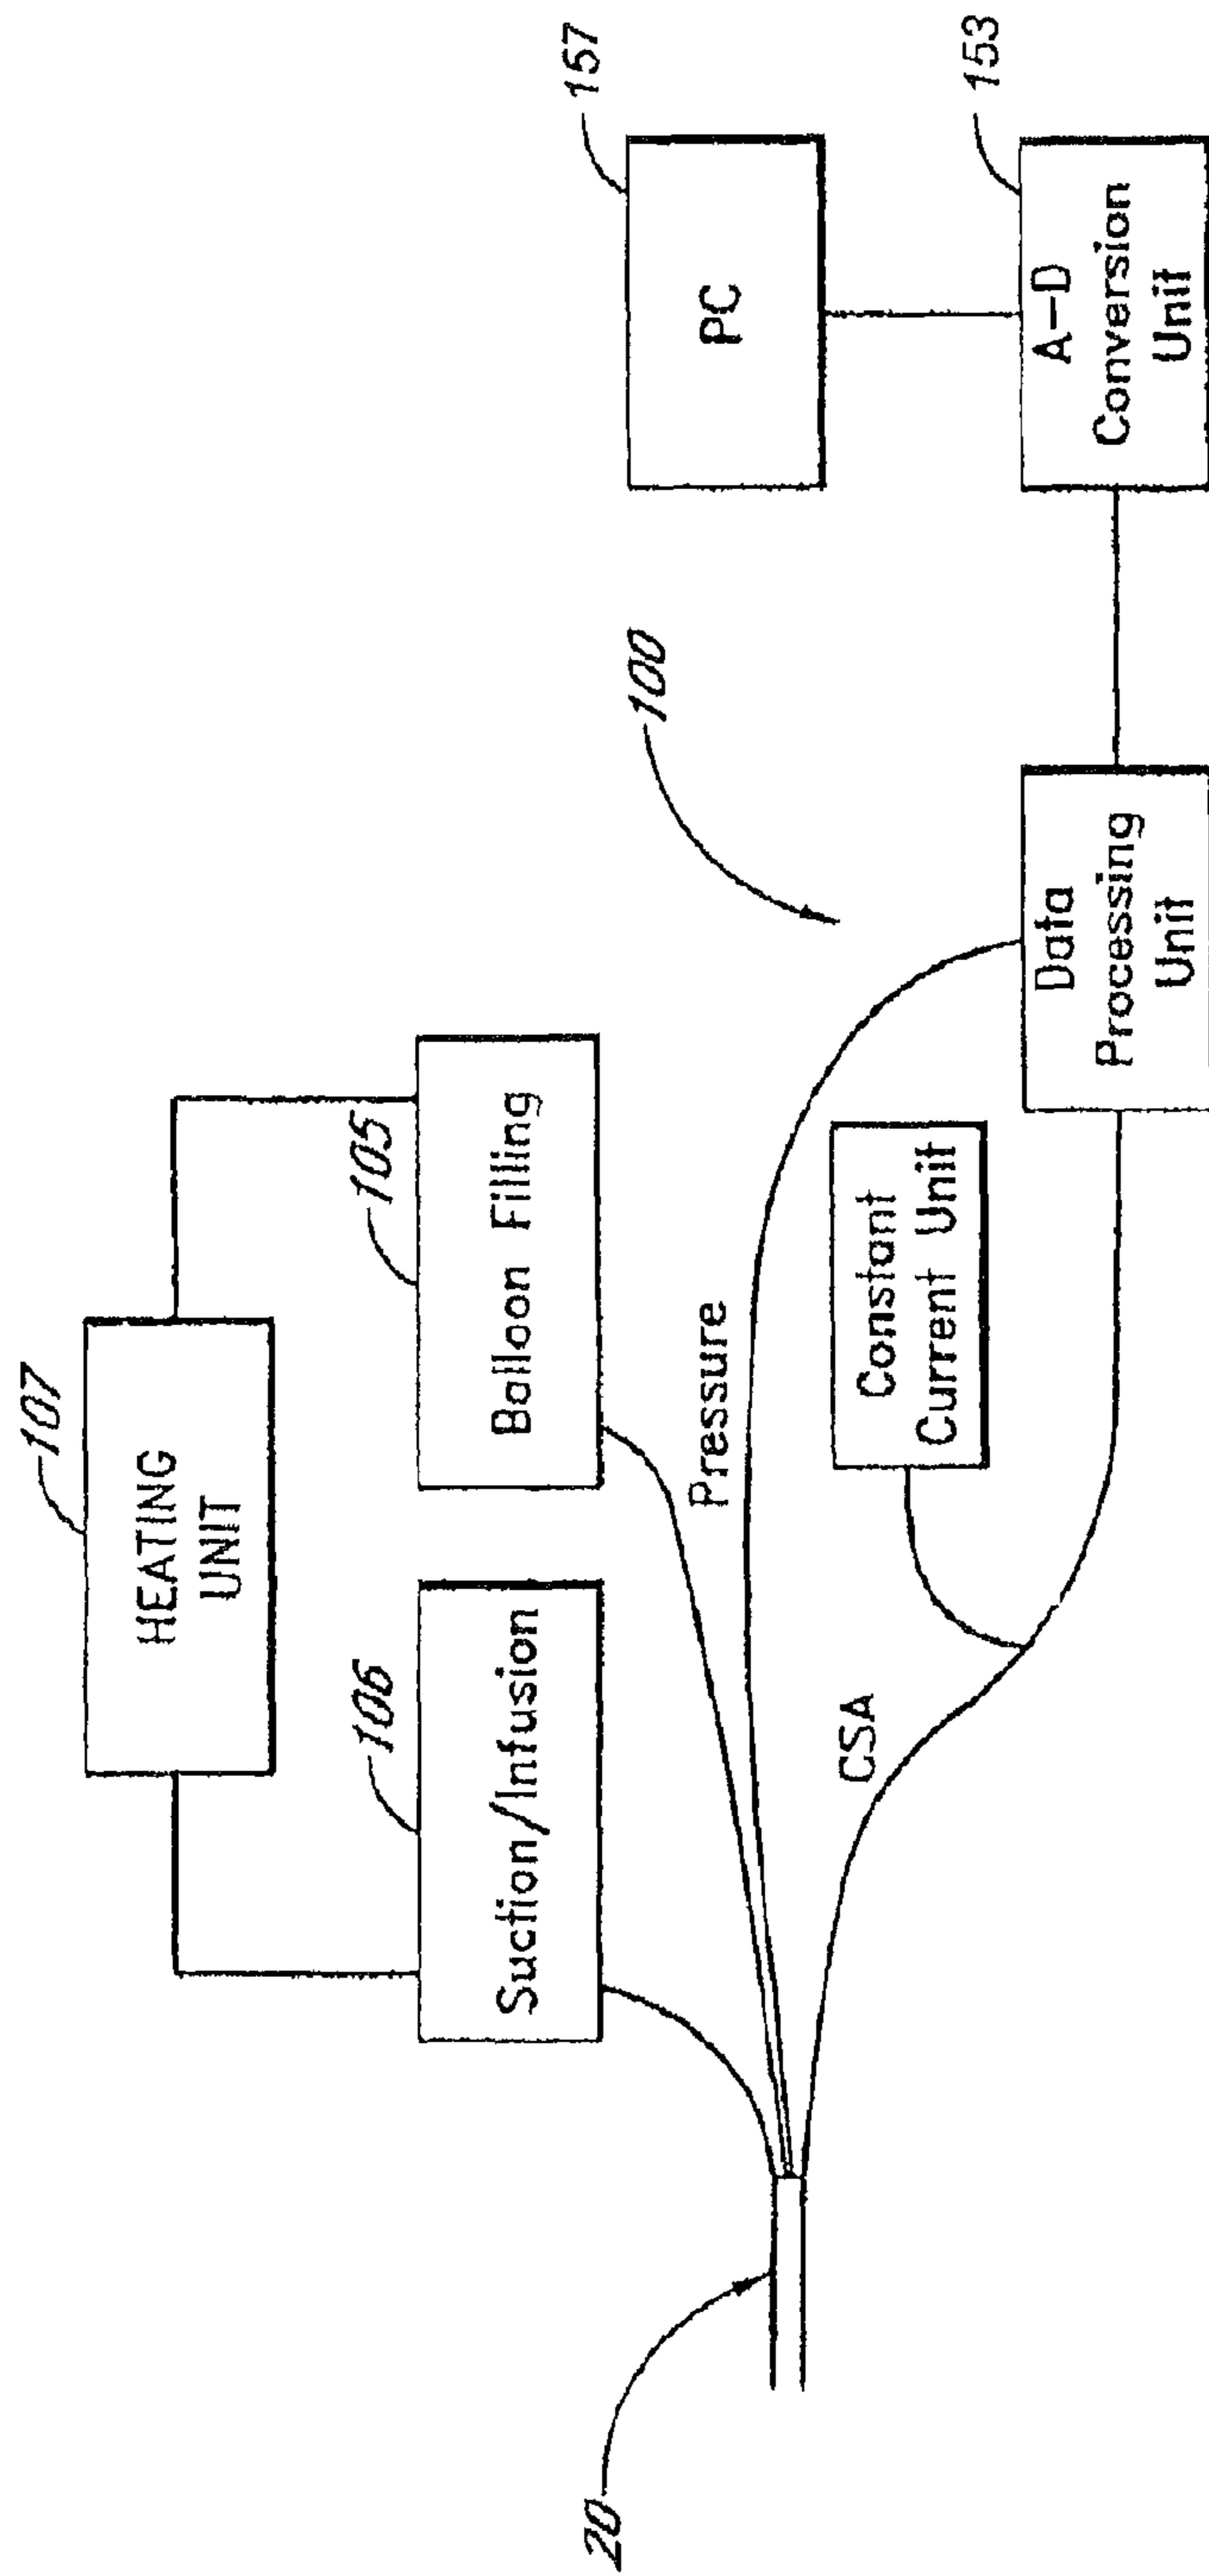 107
HEATING
UNIT
106
Suction/Infusion
105
Balloon Filling
157
PC
20
Pressure
100
CSA
Constant
Current Unit
Data
Processing
Unit
A-D
Conversion
Unit
153